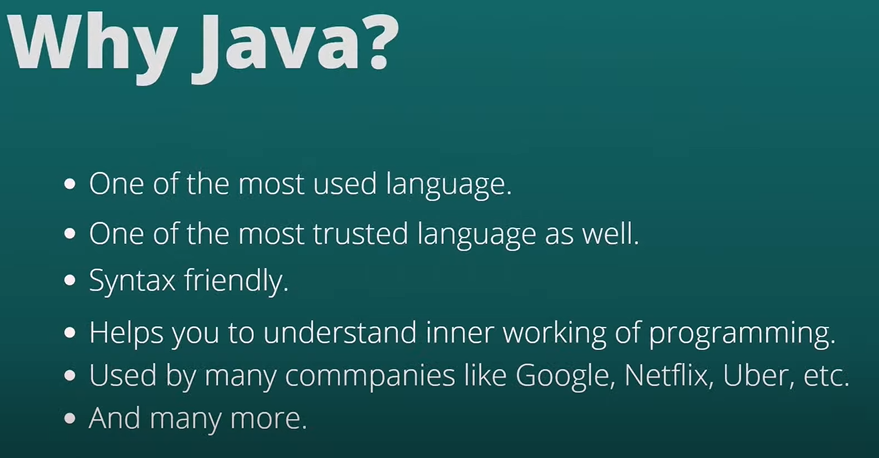 Why Java?
• One of the most used language.
• One of the most trusted language as well.
• Syntax friendly.
• Helps you to understand inner working of programming.
• Used by many commpanies like Google, Netflix, Uber, etc.
• And many more.